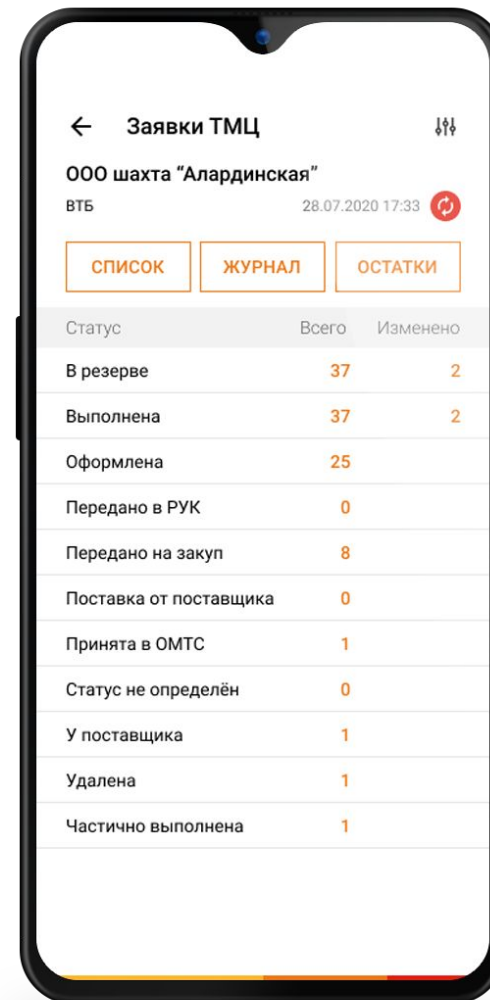 Заявки ТМЦ
ООО шахта “Алардинская”
ВТБ 28.07.2020 17:33
СПИСОК ЖУРНАЛ ОСТАТКИ
Статус Всего Изменено
В резерве 37 2
Выполнена 37 2
Оформлена 25
Передано в РУК 0
Передано на закуп 8
Поставка от поставщика 0
Принята в ОМТС 1
Статус не определён 0
У поставщика 1
Удалена 1
Частично выполнена 1